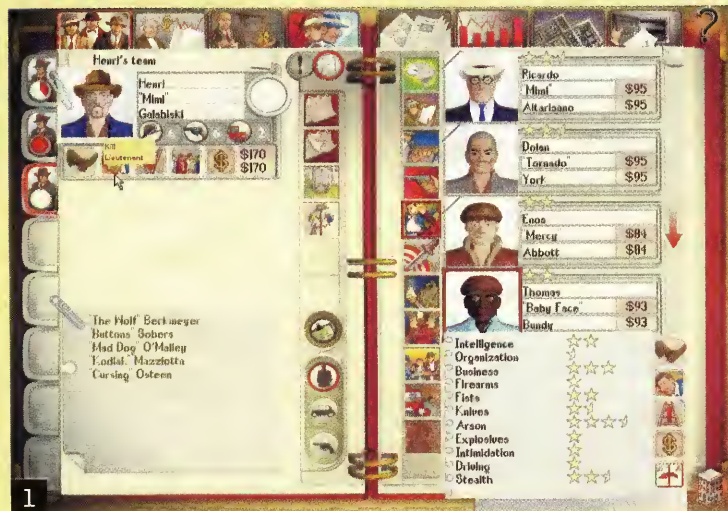 Henri's team
Henri
"Mimi"
Galabiski
Kill
Lieutenant
$170
$170
"The Wolf" Beckmeyer
"Buttons" Sobers
"Mad Dog" O'Malley
"Kodiak" Mazziotta
"Cursing" Osteen
Ricardo
"Mimi" $95
Altarisano $95
Dolan
"Tornado" $95
York $95
Enos
"Mercy $84
Abbott $84
Thomas
"Baby Face" $93
Bundy $93
Intelligence
Organization
Business
Firearms
Fists
Knives
Arson
Explosives
Intimidation
Driving
Stealth
?
1